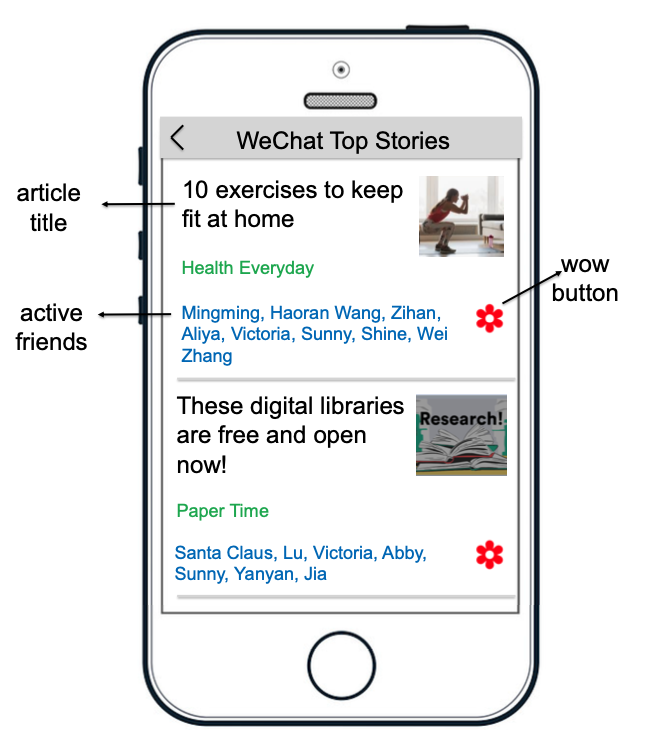 WeChat Top Stories
article
title
10 exercises to keep
fit at home
Health Everyday
wow
button
active
friends
Mingming, Haoran Wang, Zihan,
Aliya, Victoria, Sunny, Shine, Wei
Zhang
These digital libraries
are free and open
now!
Research!
Paper Time
Santa Claus, Lu, Victoria, Abby,
Sunny, Yanyan, Jia